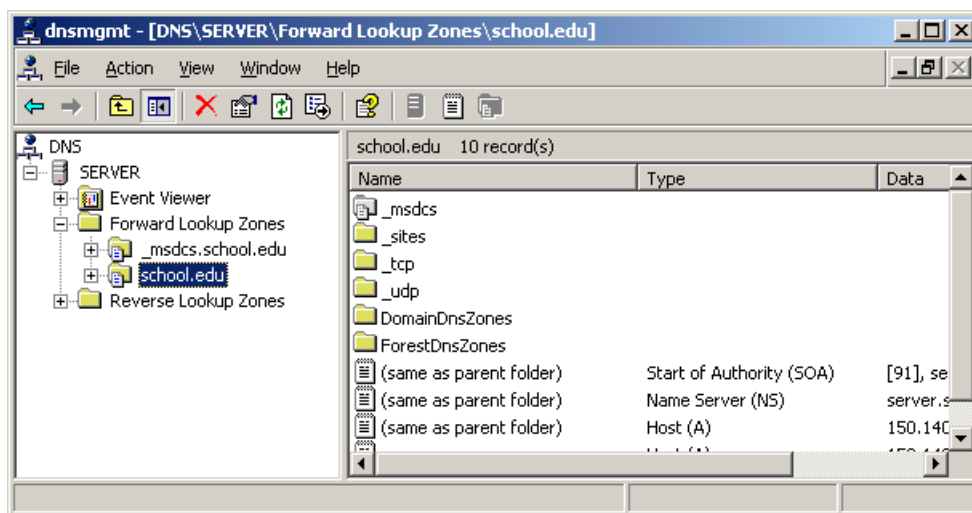 dnsmgmt - [DNS\SERVER\Forward Lookup Zones\school.edu]
File Action View Window Help
DNS
SERVER
Event Viewer
Forward Lookup Zones
_msdcs.school.edu
school.edu
Reverse Lookup Zones
school.edu 10 record(s)
Name Type Data
_msdcs
_sites
_tcp
_udp
DomainDnsZones
ForestDnsZones
(same as parent folder) Start of Authority (SOA) [91], se
(same as parent folder) Name Server (NS) server.s
(same as parent folder) Host (A) 150.140